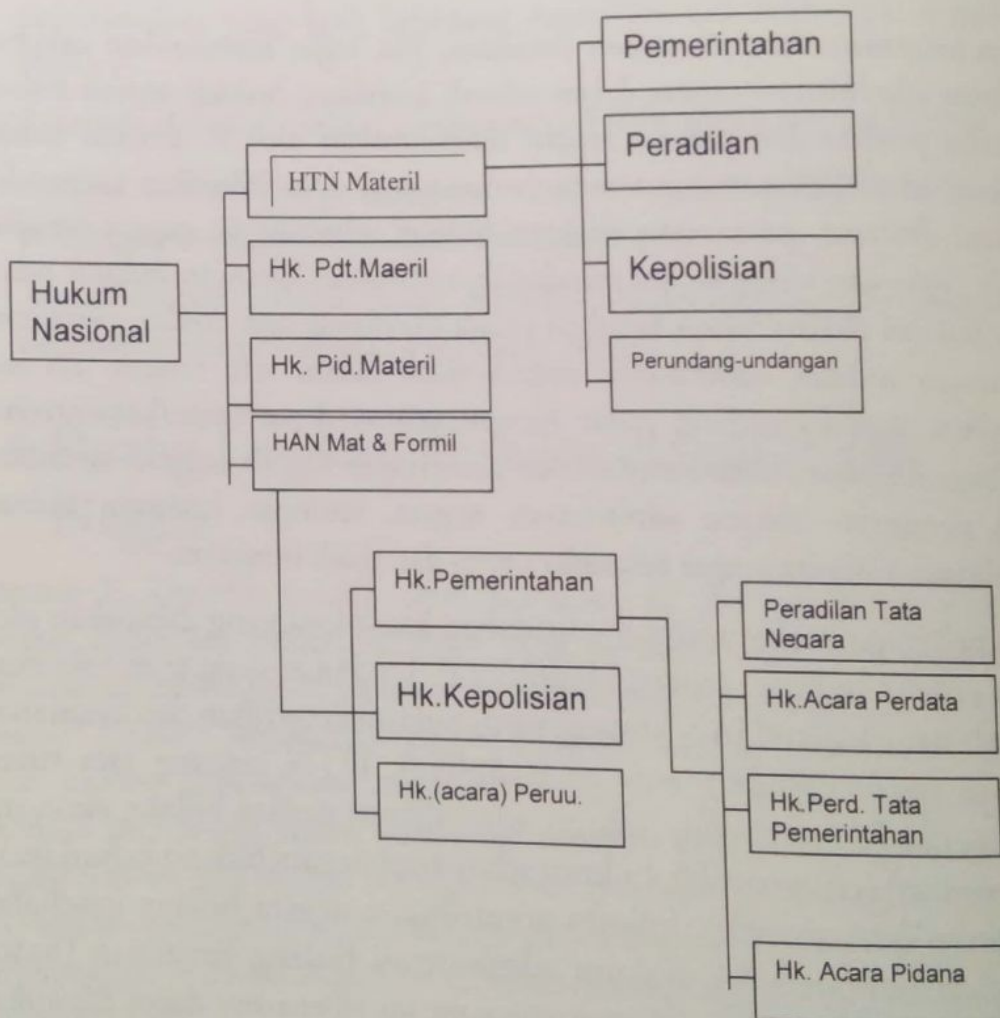 Pemerintahan
Peradilan
HTN Materil
Kepolisian
Hk. Pdt.Maeril
Hukum
Nasional
Perundang-undangan
Hk. Pid.Materil
HAN Mat & Formil
Hk.Pemerintahan
Peradilan Tata
Negara
Hk.Kepolisian
Hk.Acara Perdata
Hk.(acara) Peruu.
Hk.Perd. Tata
Pemerintahan
Hk. Acara Pidana